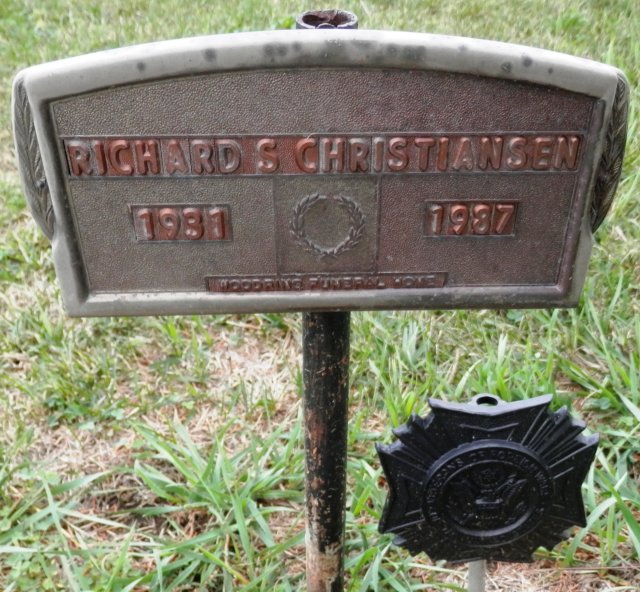 RICHARD S CHRISTIANSEN
1931 1987
WOODRING FUNERAL HOME